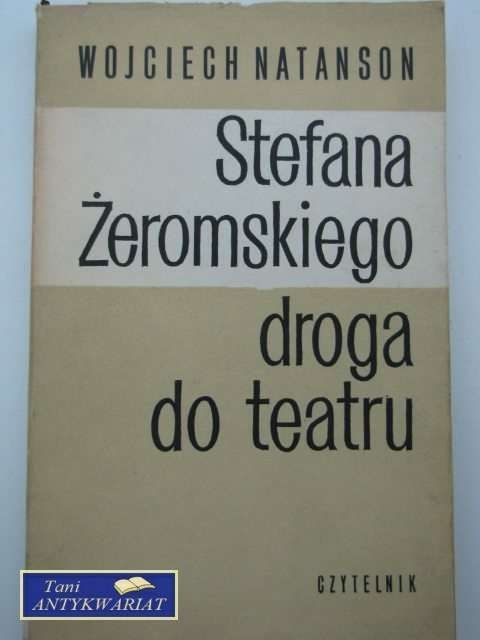 WOJCIECH NATANSON
Stefana
Żeromskiego
droga
do teatru
CZYTELNIK
Tani
ANTYKWARIAT